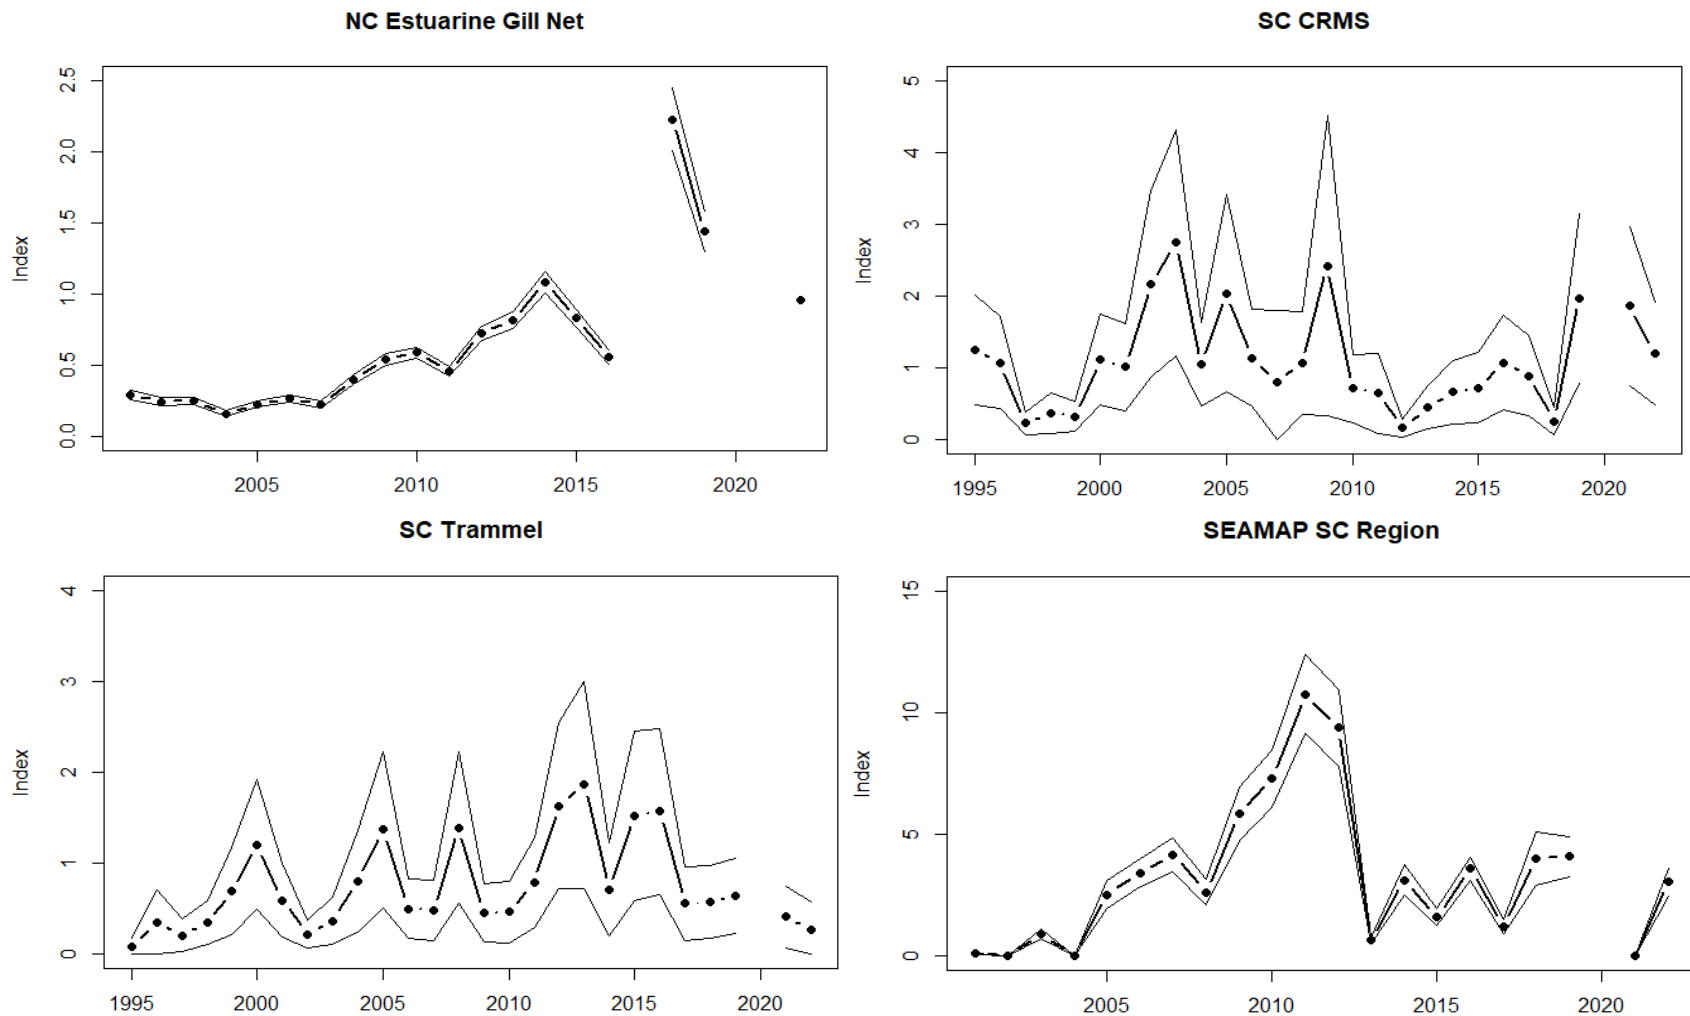 NC Estuarine Gill Net
Index
0.0 0.5 1.0 1.5 2.0 2.5
2005 2010 2015 2020
SC CRMS
Index
0 1 2 3 4 5
1995 2000 2005 2010 2015 2020
SC Trammel
Index
0 1 2 3 4
1995 2000 2005 2010 2015 2020
SEAMAP SC Region
Index
0 5 10 15
2005 2010 2015 2020